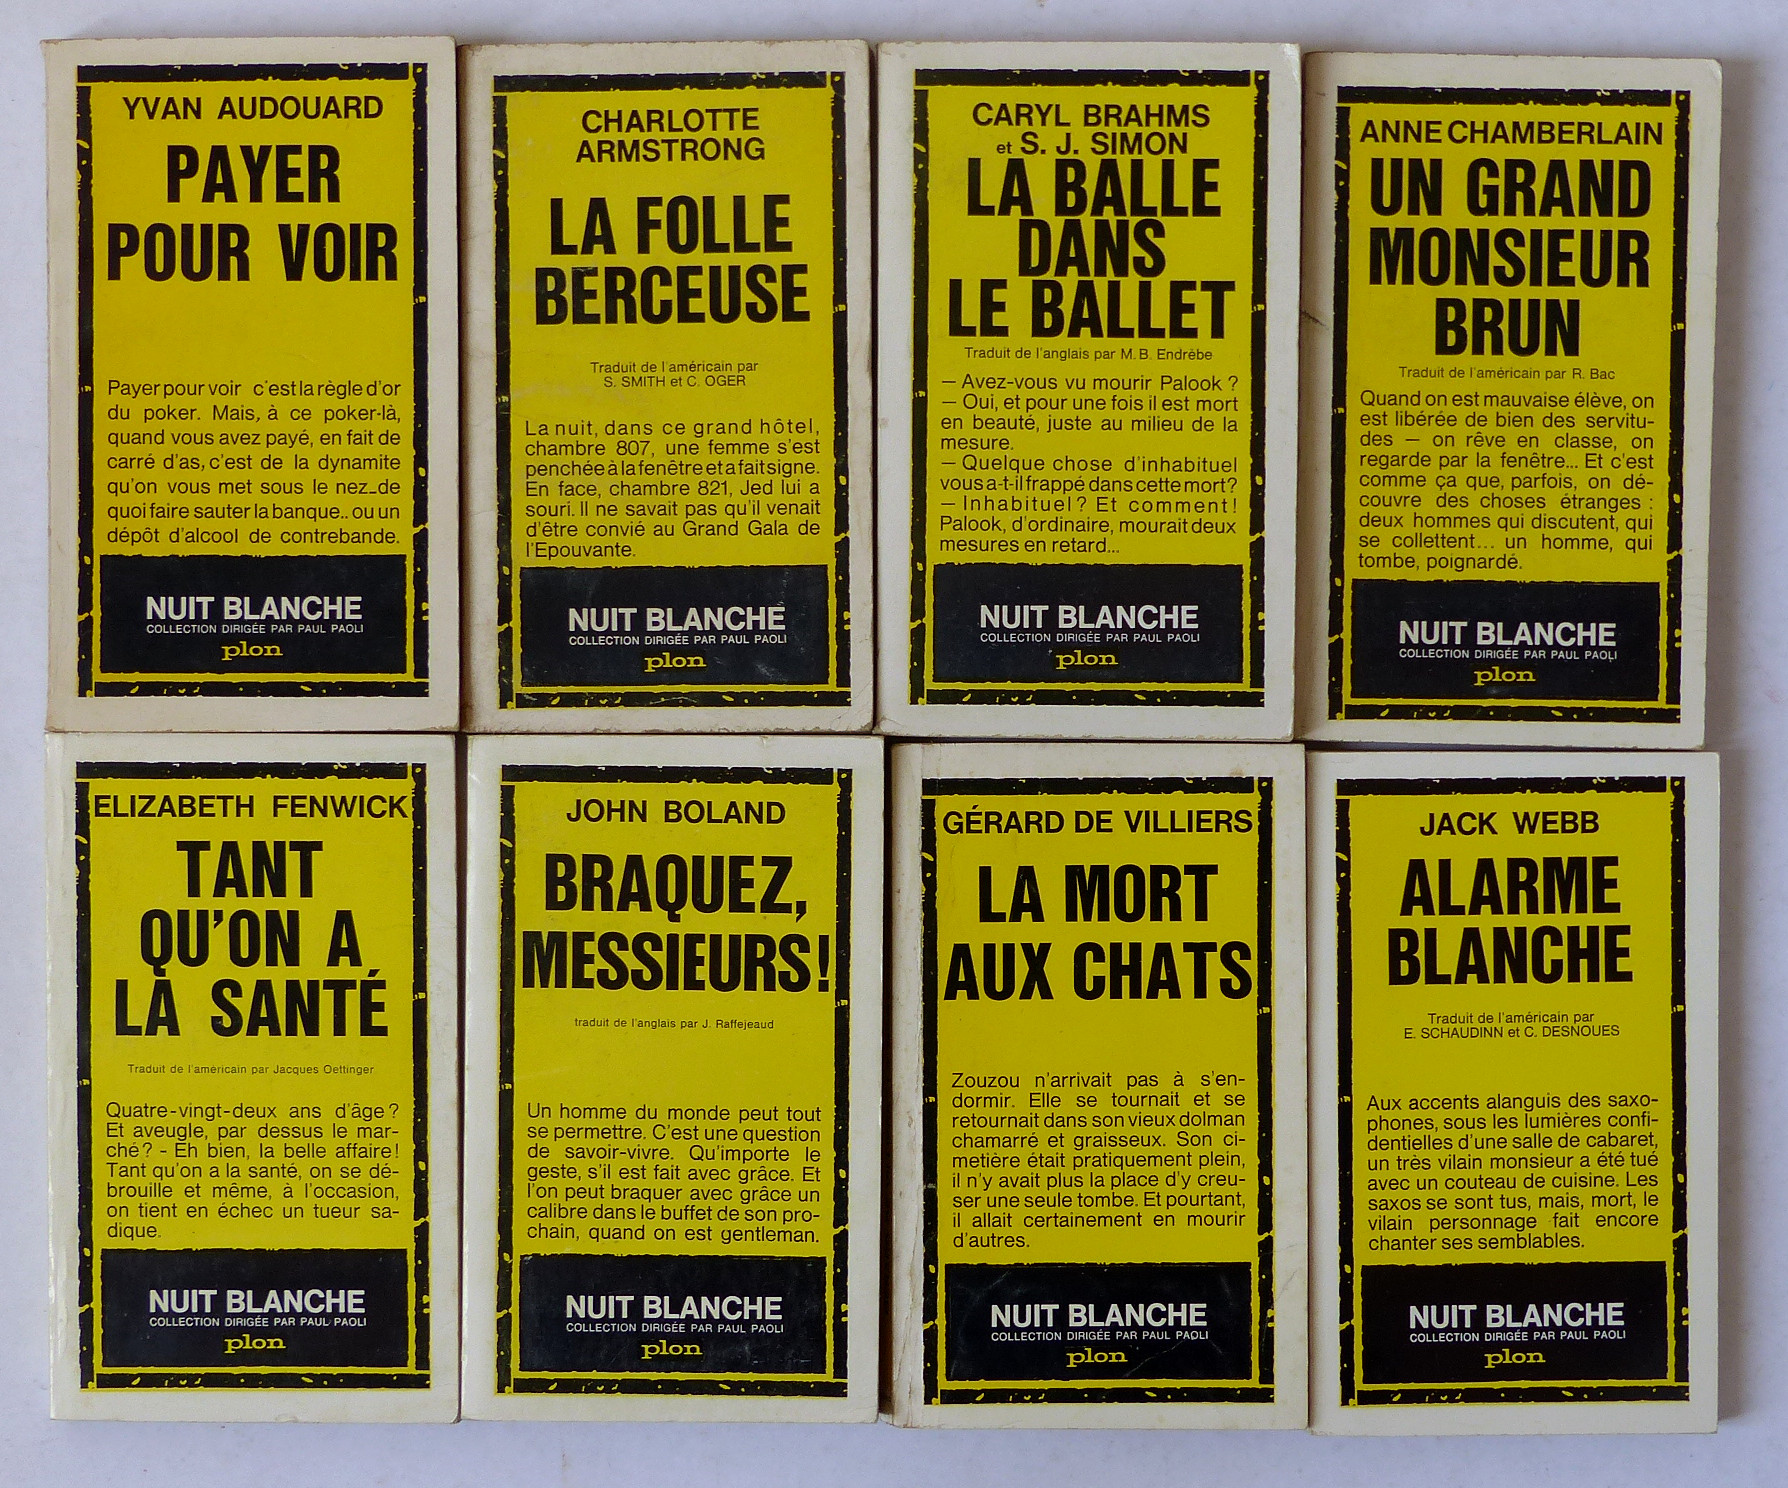 YVAN AUDOUARD
PAYER
POUR VOIR
Payer pour voir c'est la règle d'or
du poker. Mais, à ce poker-là,
quand vous avez payé, en fait de
carré d'as, c'est de la dynamite
qu'on vous met sous le nez_de
quoi faire sauter la banque.. ou un
dépôt d'alcool de contrebande.
NUIT BLANCHE
COLLECTION DIRIGÉE PAR PAUL PAOLI
plon
CHARLOTTE
ARMSTRONG
LA FOLLE
BERCEUSE
Traduit de l'américain par
S. SMITH et C. OGER
La nuit, dans ce grand hôtel,
chambre 807, une femme s'est
penchée à la fenêtre et a fait signe.
En face, chambre 821, Jed lui a
souri. Il ne savait pas qu'il venait
d'être convié au Grand Gala de
l'Epouvante.
NUIT BLANCHE
COLLECTION DIRIGÉE PAR PAUL PAOLI
plon
CARYL BRAHMS
et S. J. SIMON
LA BALLE
DANS
LE BALLET
Traduit de l'anglais par M. B. Endrèbe
— Avez-vous vu mourir Palook ?
— Oui, et pour une fois il est mort
en beauté, juste au milieu de la
mesure.
— Quelque chose d'inhabituel
vous a-t-il frappé dans cette mort?
— Inhabituel ? Et comment !
Palook, d'ordinaire, mourait deux
mesures en retard...
NUIT BLANCHE
COLLECTION DIRIGÉE PAR PAUL PAOLI
plon
ANNE CHAMBERLAIN
UN GRAND
MONSIEUR
BRUN
Traduit de l'américain par R. Bac
Quand on est mauvaise élève, on
est libérée de bien des servitu-
des — on rêve en classe, on
regarde par la fenêtre... Et c'est
comme ça que, parfois, on dé-
couvre des choses étranges :
deux hommes qui discutent, qui
se collettent... un homme, qui
tombe, poignardé.
NUIT BLANCHE
COLLECTION DIRIGÉE PAR PAUL PAOLI
plon
ELIZABETH FENWICK
TANT
QU'ON A
LA SANTÉ
Traduit de l'américain par Jacques Oettinger
Quatre-vingt-deux ans d'âge ?
Et aveugle, par dessus le mar-
ché ? - Eh bien, la belle affaire !
Tant qu'on a la santé, on se dé-
brouille et même, à l'occasion,
on tient en échec un tueur sa-
dique.
NUIT BLANCHE
COLLECTION DIRIGÉE PAR PAUL PAOLI
plon
JOHN BOLAND
BRAQUEZ,
MESSIEURS !
traduit de l'anglais par J. Raffejeaud
Un homme du monde peut tout
se permettre. C'est une question
de savoir-vivre. Qu'importe le
geste, s'il est fait avec grâce. Et
l'on peut braquer avec grâce un
calibre dans le buffet de son pro-
chain, quand on est gentleman.
NUIT BLANCHE
COLLECTION DIRIGÉE PAR PAUL PAOLI
plon
GÉRARD DE VILLIERS
LA MORT
AUX CHATS
Zouzou n'arrivait pas à s'en-
dormir. Elle se tournait et se
retournait dans son vieux dolman
chamarré et graisseux. Son ci-
metière était pratiquement plein,
il n'y avait plus la place d'y creu-
ser une seule tombe. Et pourtant,
il allait certainement en mourir
d'autres.
NUIT BLANCHE
COLLECTION DIRIGÉE PAR PAUL PAOLI
plon
JACK WEBB
ALARME
BLANCHE
Traduit de l'américain par
E. SCHAUDINN et C. DESNOUES
Aux accents alanguis des saxo-
phones, sous les lumières confi-
dentielles d'une salle de cabaret,
un très vilain monsieur a été tué
avec un couteau de cuisine. Les
saxos se sont tus, mais, mort, le
vilain personnage fait encore
chanter ses semblables.
NUIT BLANCHE
COLLECTION DIRIGÉE PAR PAUL PAOLI
plon